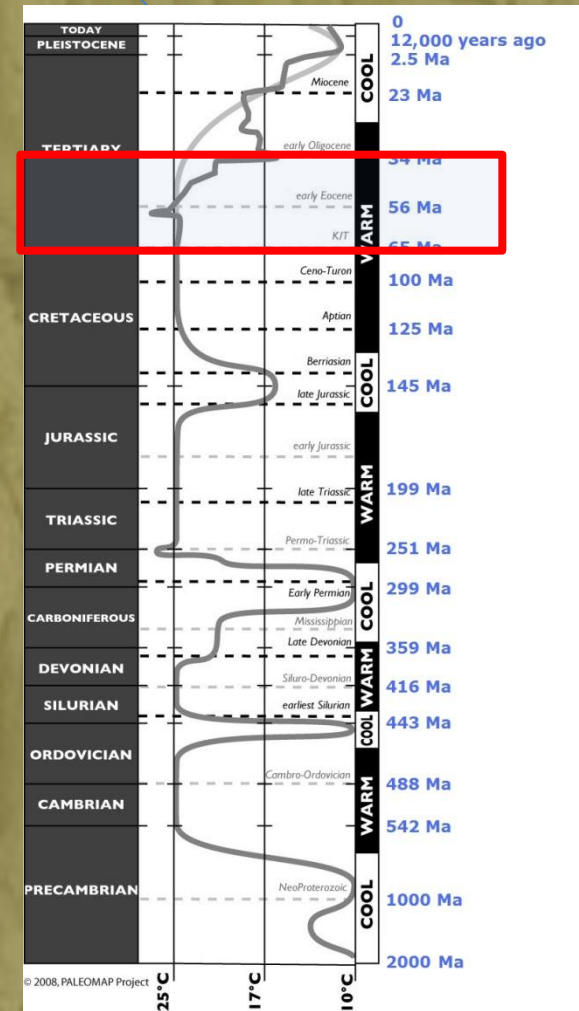 TODAY
0
PLEISTOCENE
12,000 years ago
2.5 Ma
Miocene
COOL
23 Ma
TERTIARY
early Oligocene
34 Ma
early Eocene
56 Ma
WARM
K/T
65 Ma
Ceno-Turon
100 Ma
CRETACEOUS
Aptian
125 Ma
Berriasian
COOL
145 Ma
late Jurassic
JURASSIC
early Jurassic
WARM
late Triassic
199 Ma
TRIASSIC
Permo-Triassic
251 Ma
PERMIAN
Early Permian
299 Ma
COOL
CARBONIFEROUS
Mississippian
Late Devonian
359 Ma
DEVONIAN
WARM
Siluro-Devonian
416 Ma
SILURIAN
earliest Silurian
443 Ma
COOL
ORDOVICIAN
Cambro-Ordovician
488 Ma
WARM
CAMBRIAN
542 Ma
PRECAMBRIAN
NeoProterozoic
COOL
1000 Ma
2000 Ma
© 2008, PALEOMAP Project
25°C
17°C
10°C